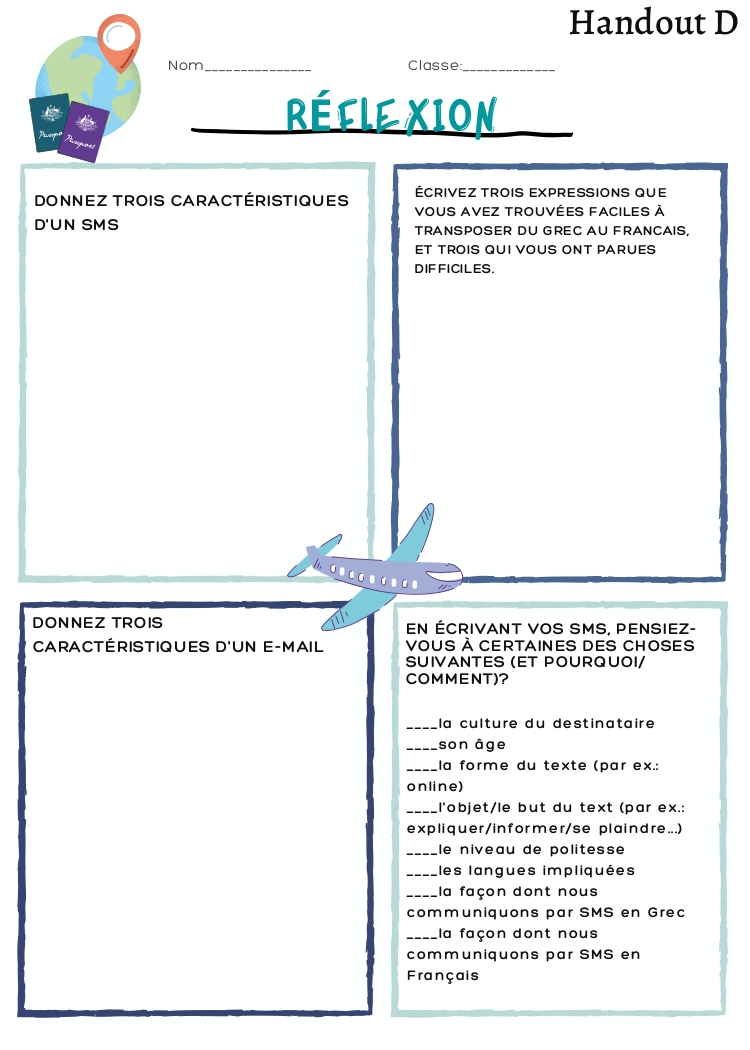 Handout D
Nom_______________ Classe:_____________
RÉFLEXION
Passport
Passport
DONNEZ TROIS CARACTÉRISTIQUES
D'UN SMS
ÉCRIVEZ TROIS EXPRESSIONS QUE
VOUS AVEZ TROUVÉES FACILES À
TRANSPOSER DU GREC AU FRANCAIS,
ET TROIS QUI VOUS ONT PARUES
DIFFICILES.
DONNEZ TROIS
CARACTÉRISTIQUES D'UN E-MAIL
EN ÉCRIVANT VOS SMS, PENSIEZ-
VOUS À CERTAINES DES CHOSES
SUIVANTES (ET POURQUOI/
COMMENT)?
____la culture du destinataire
____son âge
____la forme du texte (par ex.:
online)
____l'objet/le but du text (par ex.:
expliquer/informer/se plaindre...)
____le niveau de politesse
____les langues impliquées
____la façon dont nous
communiquons par SMS en Grec
____la façon dont nous
communiquons par SMS en
Français